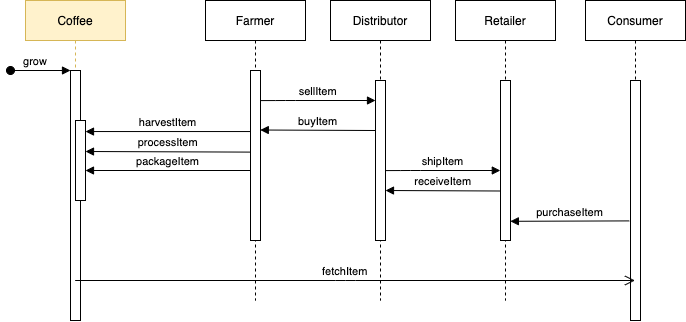 Coffee
Farmer
Distributor
Retailer
Consumer
grow
sellItem
harvestItem
buyItem
processItem
packageItem
shipItem
receiveItem
purchaseItem
fetchItem